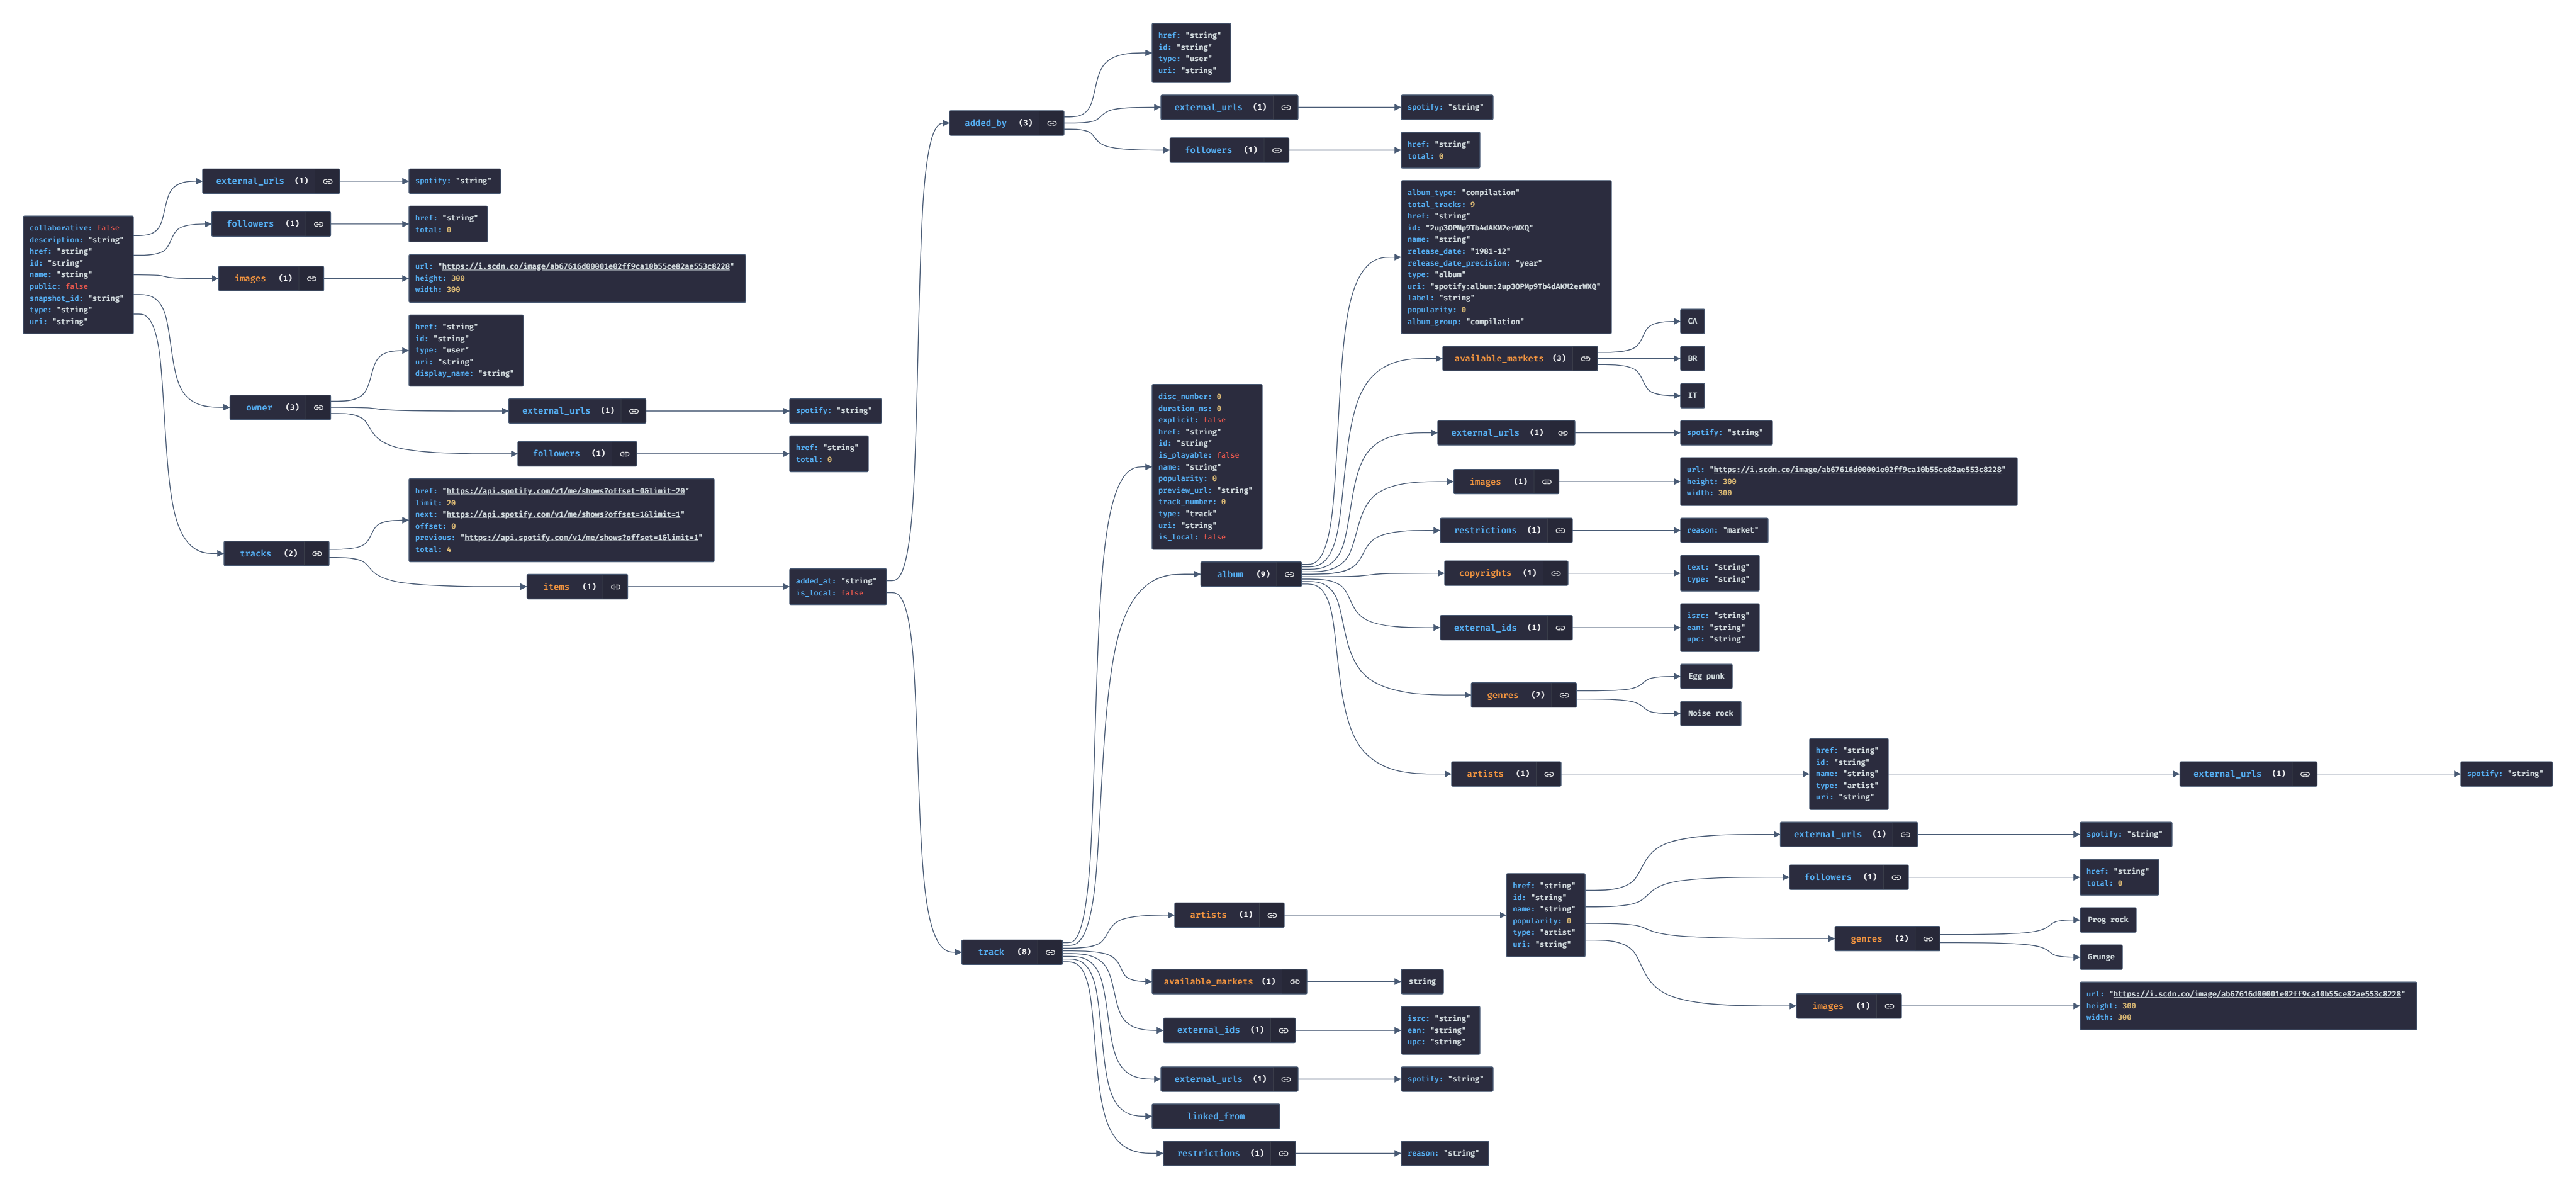 collaborative: false
description: "string"
href: "string"
id: "string"
name: "string"
public: false
snapshot_id: "string"
type: "string"
uri: "string"
external_urls (1)
spotify: "string"
followers (1)
href: "string"
total: 0
images (1)
url: "https://i.scdn.co/image/ab67616d00001e02ff9ca10b55ce82ae553c8228"
height: 300
width: 300
owner (3)
href: "string"
id: "string"
type: "user"
uri: "string"
display_name: "string"
external_urls (1)
spotify: "string"
followers (1)
href: "string"
total: 0
tracks (2)
href: "https://api.spotify.com/v1/me/shows?offset=0&limit=20"
limit: 20
next: "https://api.spotify.com/v1/me/shows?offset=1&limit=1"
offset: 0
previous: "https://api.spotify.com/v1/me/shows?offset=1&limit=1"
total: 4
items (1)
added_at: "string"
is_local: false
added_by (3)
href: "string"
id: "string"
type: "user"
uri: "string"
external_urls (1)
spotify: "string"
followers (1)
href: "string"
total: 0
track (8)
disc_number: 0
duration_ms: 0
explicit: false
href: "string"
id: "string"
is_playable: false
name: "string"
popularity: 0
preview_url: "string"
track_number: 0
type: "track"
uri: "string"
is_local: false
album (9)
album_type: "compilation"
total_tracks: 9
href: "string"
id: "2up3OPMp9Tb4dAKM2erWXQ"
name: "string"
release_date: "1981-12"
release_date_precision: "year"
type: "album"
uri: "spotify:album:2up3OPMp9Tb4dAKM2erWXQ"
label: "string"
popularity: 0
album_group: "compilation"
available_markets (3)
CA
BR
IT
external_urls (1)
spotify: "string"
images (1)
url: "https://i.scdn.co/image/ab67616d00001e02ff9ca10b55ce82ae553c8228"
height: 300
width: 300
restrictions (1)
reason: "market"
copyrights (1)
text: "string"
type: "string"
external_ids (1)
isrc: "string"
ean: "string"
upc: "string"
genres (2)
Egg punk
Noise rock
artists (1)
href: "string"
id: "string"
name: "string"
type: "artist"
uri: "string"
external_urls (1)
spotify: "string"
artists (1)
href: "string"
id: "string"
name: "string"
popularity: 0
type: "artist"
uri: "string"
external_urls (1)
spotify: "string"
followers (1)
href: "string"
total: 0
genres (2)
Prog rock
Grunge
images (1)
url: "https://i.scdn.co/image/ab67616d00001e02ff9ca10b55ce82ae553c8228"
height: 300
width: 300
available_markets (1)
string
external_ids (1)
isrc: "string"
ean: "string"
upc: "string"
external_urls (1)
spotify: "string"
linked_from
restrictions (1)
reason: "string"